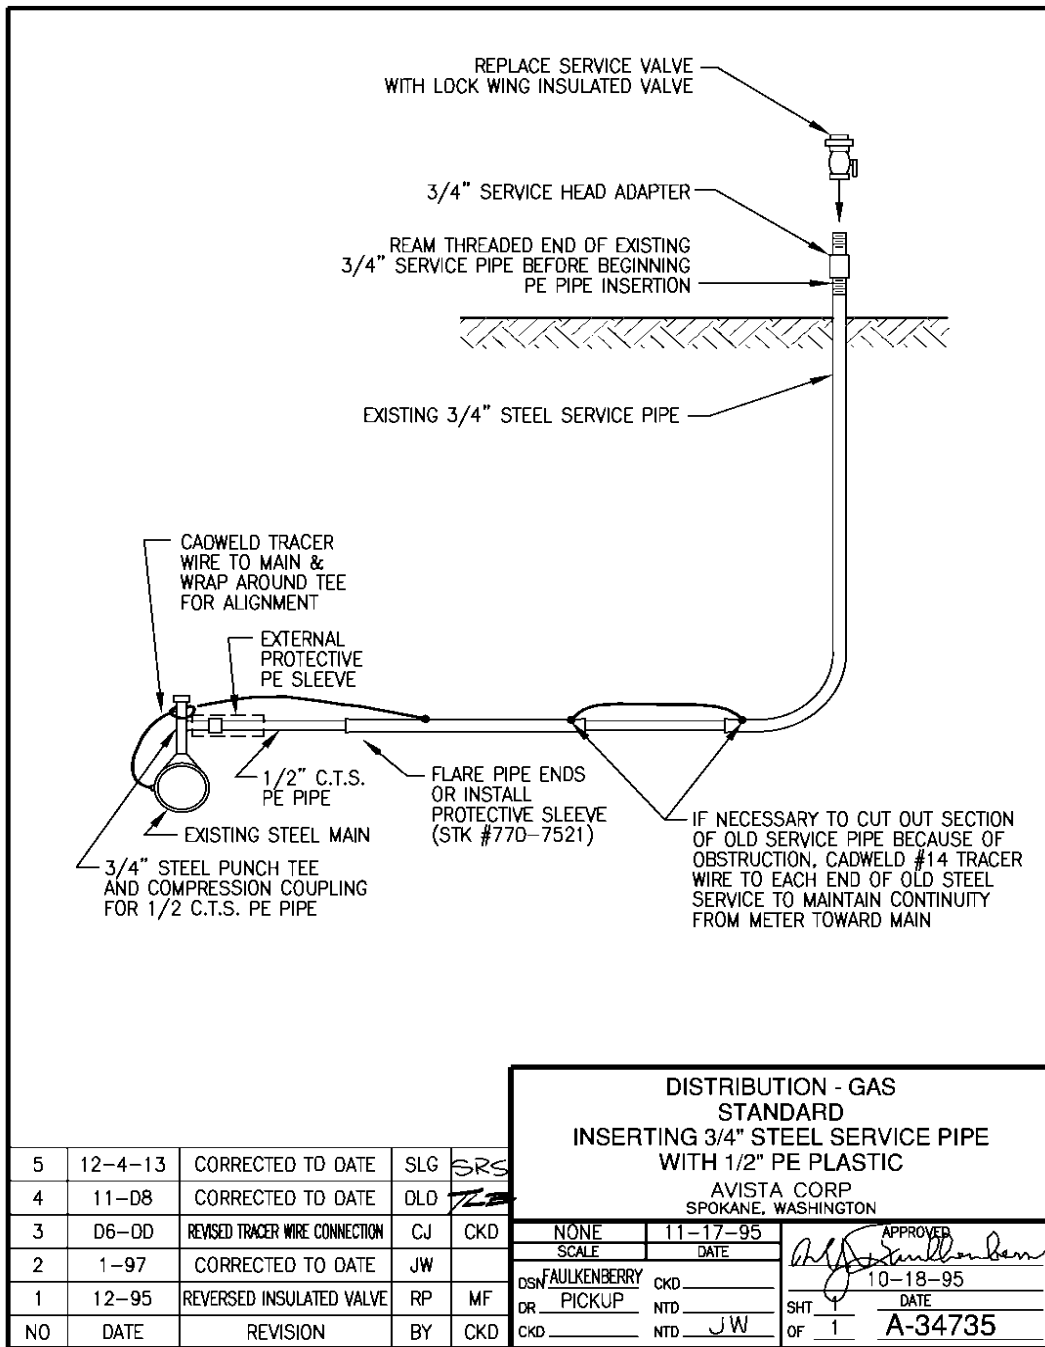 REPLACE SERVICE VALVE
WITH LOCK WING INSULATED VALVE
3/4" SERVICE HEAD ADAPTER
REAM THREADED END OF EXISTING
3/4" SERVICE PIPE BEFORE BEGINNING
PE PIPE INSERTION
EXISTING 3/4" STEEL SERVICE PIPE
CADWELD TRACER
WIRE TO MAIN &
WRAP AROUND TEE
FOR ALIGNMENT
EXTERNAL
PROTECTIVE
PE SLEEVE
1/2" C.T.S.
PE PIPE
FLARE PIPE ENDS
OR INSTALL
PROTECTIVE SLEEVE
(STK #770-7521)
EXISTING STEEL MAIN
3/4" STEEL PUNCH TEE
AND COMPRESSION COUPLING
FOR 1/2 C.T.S. PE PIPE
IF NECESSARY TO CUT OUT SECTION
OF OLD SERVICE PIPE BECAUSE OF
OBSTRUCTION, CADWELD #14 TRACER
WIRE TO EACH END OF OLD STEEL
SERVICE TO MAINTAIN CONTINUITY
FROM METER TOWARD MAIN
5 12-4-13 CORRECTED TO DATE SLG SRS
4 11-08 CORRECTED TO DATE DLD
3 06-00 REVISED TRACER WIRE CONNECTION CJ CKD
2 1-97 CORRECTED TO DATE JW
1 12-95 REVERSED INSULATED VALVE RP MF
NO DATE REVISION BY CKD
DISTRIBUTION - GAS
STANDARD
INSERTING 3/4" STEEL SERVICE PIPE
WITH 1/2" PE PLASTIC
AVISTA CORP
SPOKANE, WASHINGTON
NONE 11-17-95
SCALE DATE
DSN FAULKENBERRY CKD
DR PICKUP NTD
CKD NTD JW
APPROVED
10-18-95
DATE
SHT 1
OF 1
A-34735